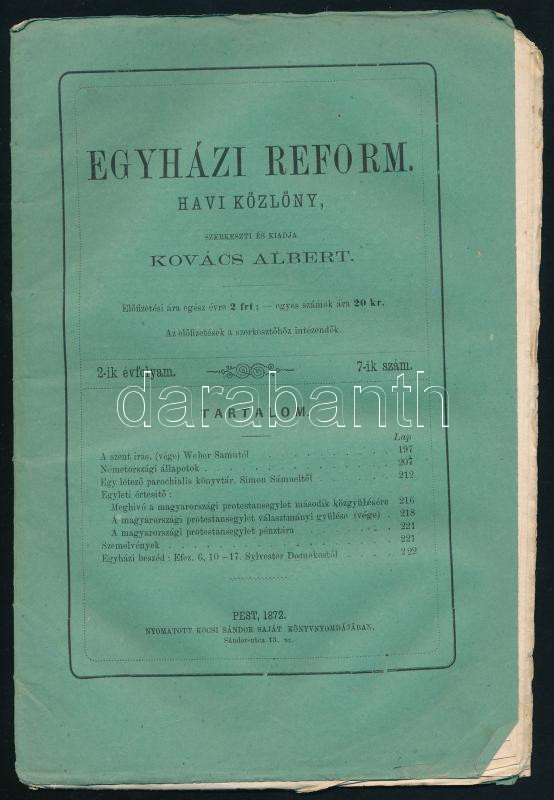 EGYHÁZI REFORM.
HAVI KÖZLÖNY,
SZERKESZTI ÉS KIADJA
KOVÁCS ALBERT.
Előfizetési ára egész évre 2 frt; — egyes számok ára 20 kr.
Az előfizetések a szerkesztőhöz intézendők.
2-ik évfolyam. 7-ik szám.
darabanth
TARTALOM.
Lap
A szent irás, (vége) Weber Samutól . . . . . . . . 197
Németországi állapotok . . . . . . . . 207
Egy létező parochialis könyvtár. Simon Sámueltől . . . . 212
Egyleti értesitő:
Meghivó a magyarországi protestansegylet második közgyülésére 216
A magyarországi protestansegylet választmányi gyülése (vége) . 218
A magyarországi protestansegylet pénztára . . . . 221
Szemelvények . . . . . . . . 221
Egyházi beszéd: Efez. 6, 10–17. Sylvester Domokostól . . . 222
PEST, 1872.
NYOMATOTT KOCSI SÁNDOR SAJÁT KÖNYVNYOMDÁJÁBAN.
Sándor-utca 13. sz.